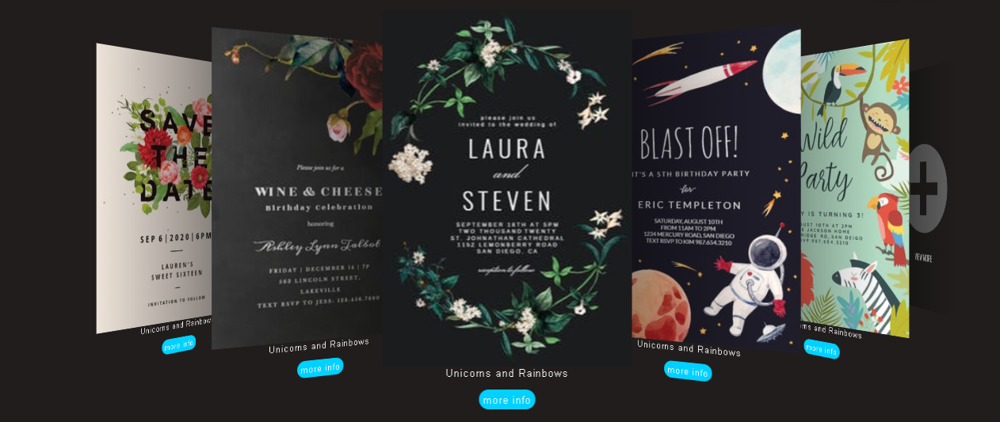 SAVE
THE
DATE
SEP 6|2020|6PM
LAUREN'S
SWEET SIXTEEN
INVITATION TO FOLLOW
Unicorns and Rainbows
more info
Please join us for a
WINE & CHEESE
Birthday Celebration
honoring
Ashley Lynn Talbot
FRIDAY | DECEMBER 14 | 7P
563 LINCOLN STREET,
LAKEVILLE
TEXT RSVP TO JESS: 123.456.7890
Unicorns and Rainbows
more info
please join us
invited to the wedding of
LAURA
and
STEVEN
SEPTEMBER 16TH AT 5PM
TWO THOUSAND TWENTY
ST. JOHNATHAN CATHEDRAL
1152 LEMONBERRY ROAD
SAN DIEGO, CA
reception to follow
Unicorns and Rainbows
more info
BLAST OFF!
IT'S A 5TH BIRTHDAY PARTY
for
ERIC TEMPLETON
SATURDAY, AUGUST 10TH
FROM 11AM TO 2PM
1234 MERCURY ROAD, SAN DIEGO
TEXT RSVP TO KIM 987.654.3210
Unicorns and Rainbows
more info
Wild
Party
Y IS TURNING 3!
UST 10TH AT 2PM
E JACKSON HOME
RIDGE RD, SAN DIEGO
987.654.3210
rns and Rainbows
more info
VIEW MORE